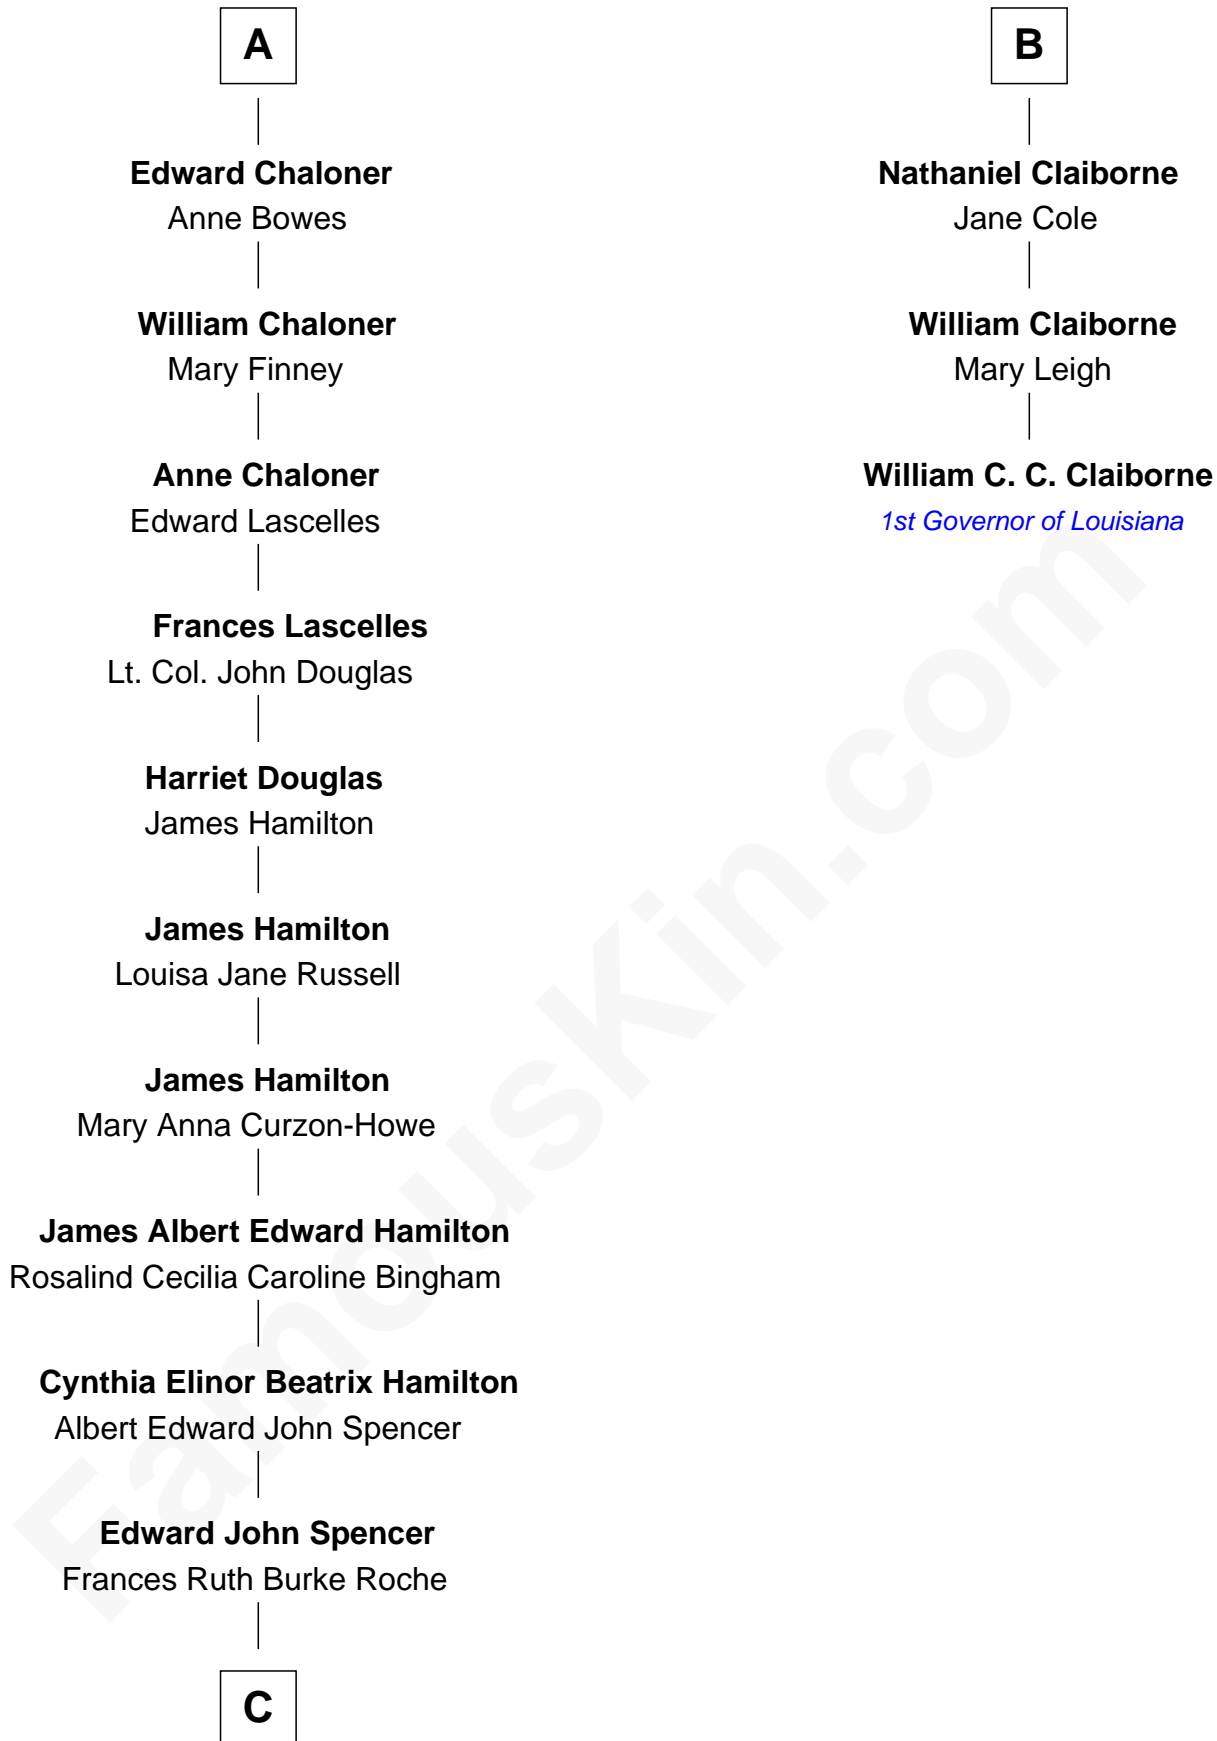 A
Edward Chaloner
Anne Bowes
William Chaloner
Mary Finney
Anne Chaloner
Edward Lascelles
Frances Lascelles
Lt. Col. John Douglas
Harriet Douglas
James Hamilton
James Hamilton
Louisa Jane Russell
James Hamilton
Mary Anna Curzon-Howe
James Albert Edward Hamilton
Rosalind Cecilia Caroline Bingham
Cynthia Elinor Beatrix Hamilton
Albert Edward John Spencer
Edward John Spencer
Frances Ruth Burke Roche
C
B
Nathaniel Claiborne
Jane Cole
William Claiborne
Mary Leigh
William C. C. Claiborne
1st Governor of Louisiana
FamousKin.com